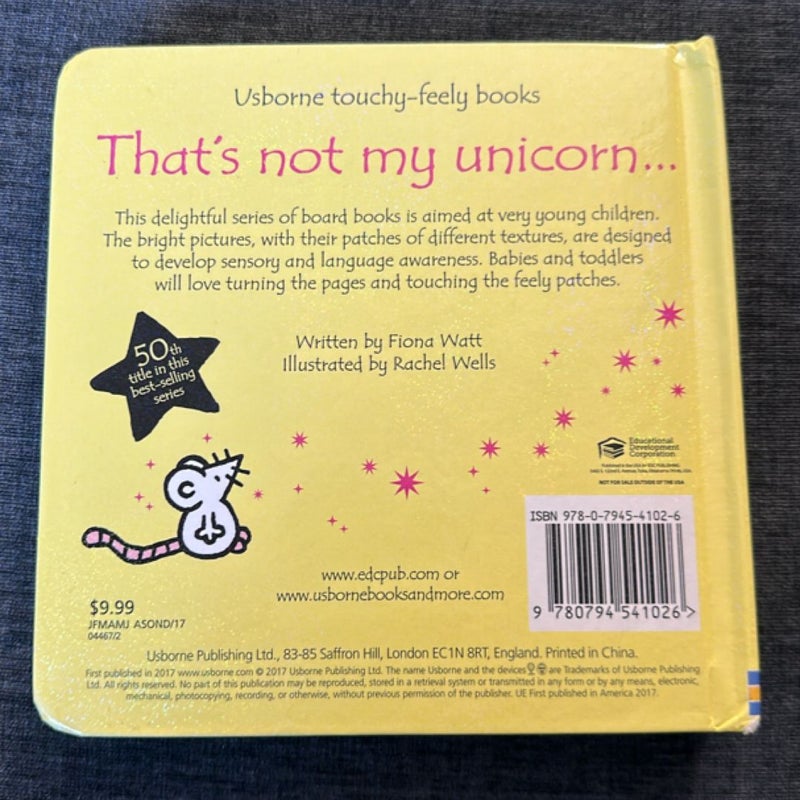 Usborne touchy-feely books
That's not my unicorn...
This delightful series of board books is aimed at very young children.
The bright pictures, with their patches of different textures, are designed
to develop sensory and language awareness. Babies and toddlers
will love turning the pages and touching the feely patches.
50th
title in this
best-selling
series
Written by Fiona Watt
Illustrated by Rachel Wells
Educational
Development
Corporation
Published in the USA by EDC PUBLISHING
NOT FOR SALE OUTSIDE OF THE USA
ISBN 978-0-7945-4102-6
9 780794 541026 >
www.edcpub.com or
www.usbornebooksandmore.com
$9.99
JFMAMJ ASOND/17
04467/2
Usborne Publishing Ltd., 83-85 Saffron Hill, London EC1N 8RT, England. Printed in China.
First published in 2017 www.usborne.com © 2017 Usborne Publishing Ltd. The name Usborne and the devices are Trademarks of Usborne Publishing
Ltd. All rights reserved. No part of this publication may be reproduced, stored in a retrieval system or transmitted in any form or by any means, electronic,
mechanical, photocopying, recording, or otherwise, without previous permission of the publisher. UE First published in America 2017.